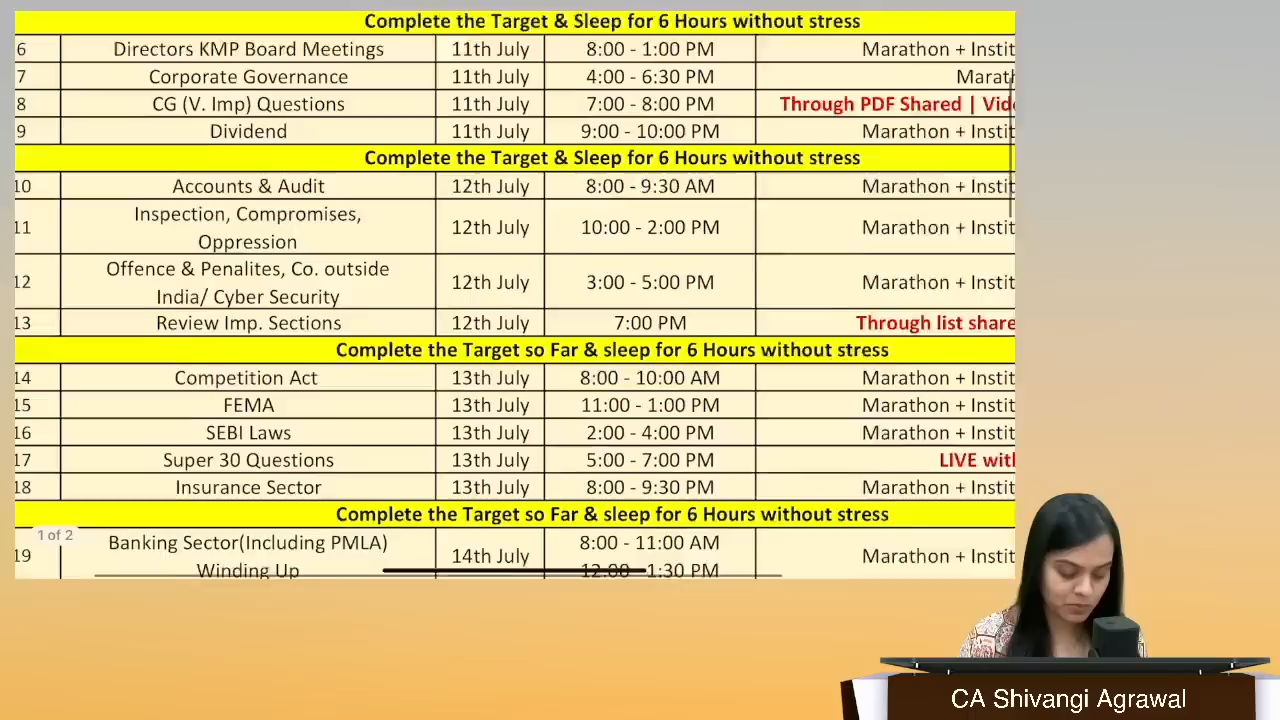 Complete the Target & Sleep for 6 Hours without stress
6 Directors KMP Board Meetings 11th July 8:00 - 1:00 PM Marathon + Instit
7 Corporate Governance 11th July 4:00 - 6:30 PM Marath
8 CG (V. Imp) Questions 11th July 7:00 - 8:00 PM Through PDF Shared | Vide
9 Dividend 11th July 9:00 - 10:00 PM Marathon + Instit
Complete the Target & Sleep for 6 Hours without stress
10 Accounts & Audit 12th July 8:00 - 9:30 AM Marathon + Instit
11 Inspection, Compromises, 12th July 10:00 - 2:00 PM Marathon + Instit
Oppression
12 Offence & Penalites, Co. outside 12th July 3:00 - 5:00 PM Marathon + Instit
India/ Cyber Security
13 Review Imp. Sections 12th July 7:00 PM Through list share
Complete the Target so Far & sleep for 6 Hours without stress
14 Competition Act 13th July 8:00 - 10:00 AM Marathon + Instit
15 FEMA 13th July 11:00 - 1:00 PM Marathon + Instit
16 SEBI Laws 13th July 2:00 - 4:00 PM Marathon + Instit
17 Super 30 Questions 13th July 5:00 - 7:00 PM LIVE with
18 Insurance Sector 13th July 8:00 - 9:30 PM Marathon + Instit
Complete the Target so Far & sleep for 6 Hours without stress
1 of 2
19 Banking Sector(Including PMLA) 14th July 8:00 - 11:00 AM Marathon + Instit
Winding Up 12:00 - 1:30 PM
CA Shivangi Agrawal